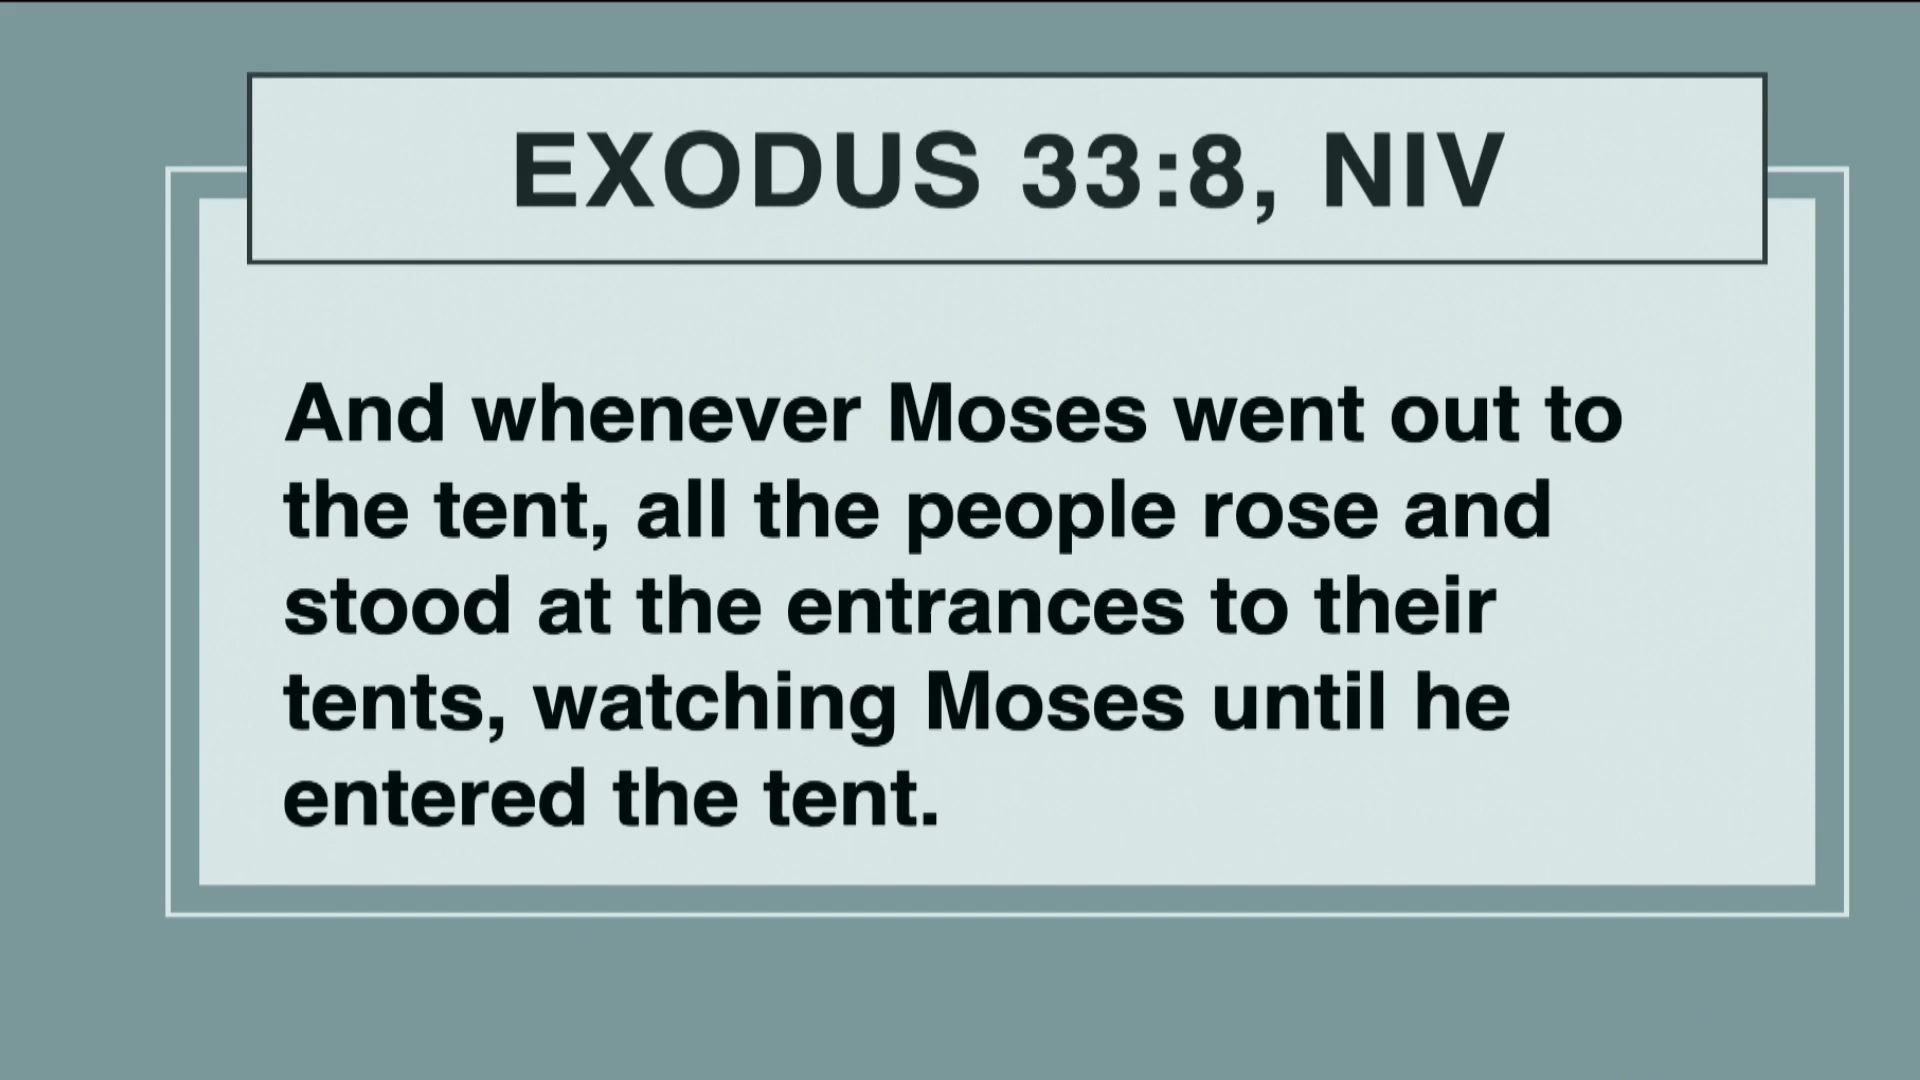 EXODUS 33:8, NIV
And whenever Moses went out to
the tent, all the people rose and
stood at the entrances to their
tents, watching Moses until he
entered the tent.